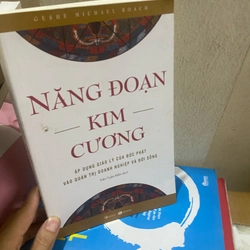 GESHE MICHAEL ROACH
NĂNG ĐOẠN
KIM
CƯƠNG
ÁP DỤNG GIÁO LÝ CỦA ĐỨC PHẬT
VÀO QUẢN TRỊ DOANH NGHIỆP VÀ ĐỜI SỐNG